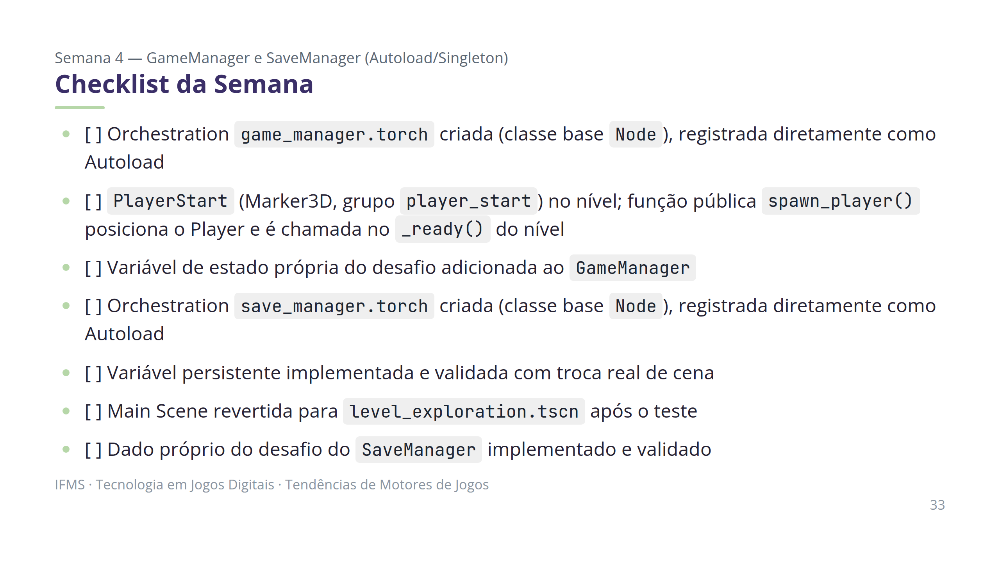 Semana 4 — GameManager e SaveManager (Autoload/Singleton)
Checklist da Semana
[ ] Orchestration game_manager.torch criada (classe base Node), registrada diretamente como
Autoload
[ ] PlayerStart (Marker3D, grupo player_start) no nível; função pública spawn_player()
posiciona o Player e é chamada no _ready() do nível
[ ] Variável de estado própria do desafio adicionada ao GameManager
[ ] Orchestration save_manager.torch criada (classe base Node), registrada diretamente como
Autoload
[ ] Variável persistente implementada e validada com troca real de cena
[ ] Main Scene revertida para level_exploration.tscn após o teste
[ ] Dado próprio do desafio do SaveManager implementado e validado
IFMS · Tecnologia em Jogos Digitais · Tendências de Motores de Jogos
33